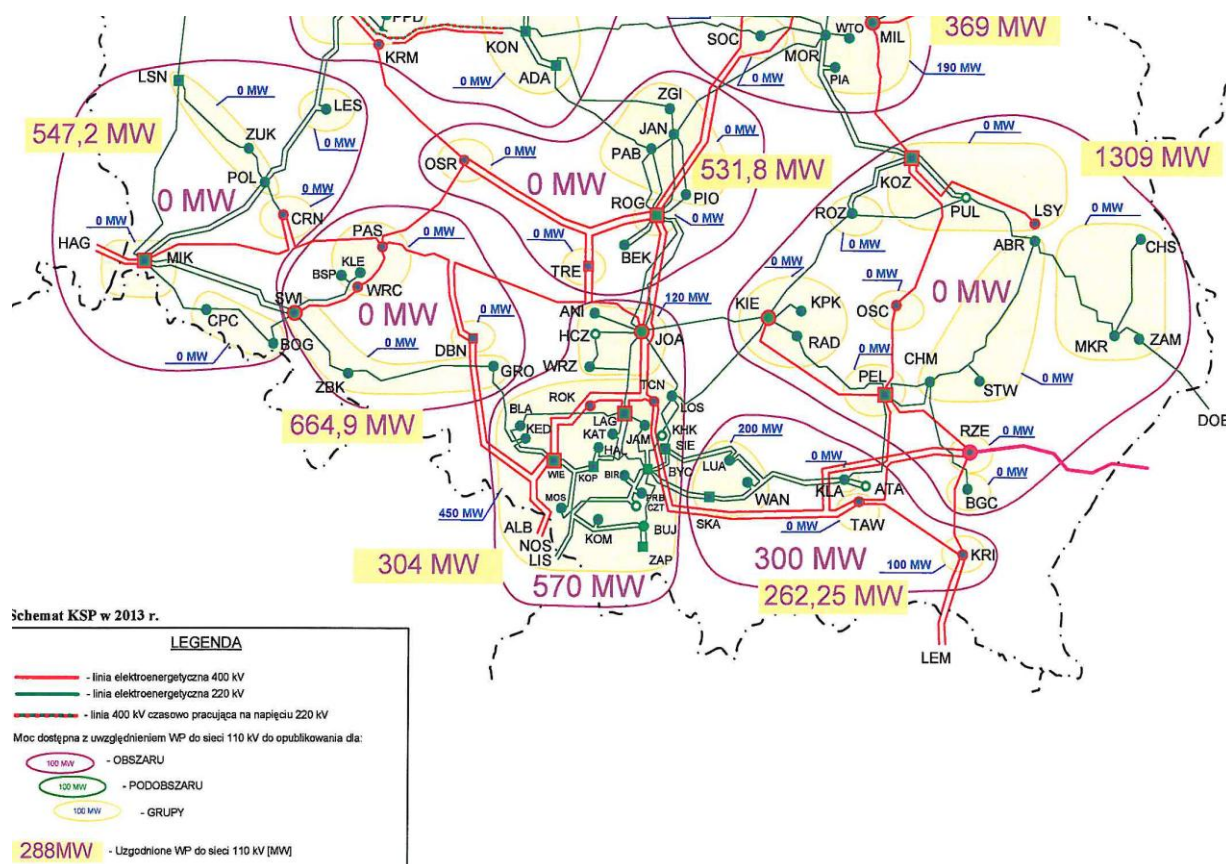 PPD
KRM
KON
ADA
0 MW
SOC
0 MW
MOR
WTO
PIA
MIL
369 MW
190 MW
LSN
0 MW
ZUK
LES
0 MW
547,2 MW
POL
0 MW
0 MW
CRN
0 MW
HAG
MIK
CPC
BOG
0 MW
OSR
0 MW
0 MW
ZGI
JAN
PAB
PIO
ROG
0 MW
531,8 MW
BEK
0 MW
TRE
PAS
0 MW
KLE
BSP
WRC
SWI
0 MW
0 MW
DBN
0 MW
ZBK
GRO
664,9 MW
0 MW
KOZ
PUL
LSY
1309 MW
ROZ
0 MW
ABR
0 MW
CHS
0 MW
KIE
KPK
RAD
0 MW
OSC
0 MW
MKR
ZAM
CHM
0 MW
PEL
STW
0 MW
DOB
120 MW
ANI
HCZ
JOA
WRZ
TCN
ROK
LOS
BLA
KED
LAG
KAT
JAM
KHK
SIE
HAL
WIE
KOP
BIR
BYC
PRB
CZT
MOS
KOM
BUJ
ZAP
450 MW
ALB
NOS
LIS
304 MW
570 MW
200 MW
LUA
WAN
0 MW
KLA
ATA
SKA
0 MW
TAW
RZE
0 MW
BGC
0 MW
300 MW
100 MW
KRI
262,25 MW
LEM
Schemat KSP w 2013 r.
LEGENDA
- linia elektroenergetyczna 400 kV
- linia elektroenergetyczna 220 kV
- linia 400 kV czasowo pracująca na napięciu 220 kV
Moc dostępna z uwzględnieniem WP do sieci 110 kV do opublikowania dla:
100 MW - OBSZARU
100 MW - PODOBSZARU
100 MW - GRUPY
288MW - Uzgodnione WP do sieci 110 kV [MW]